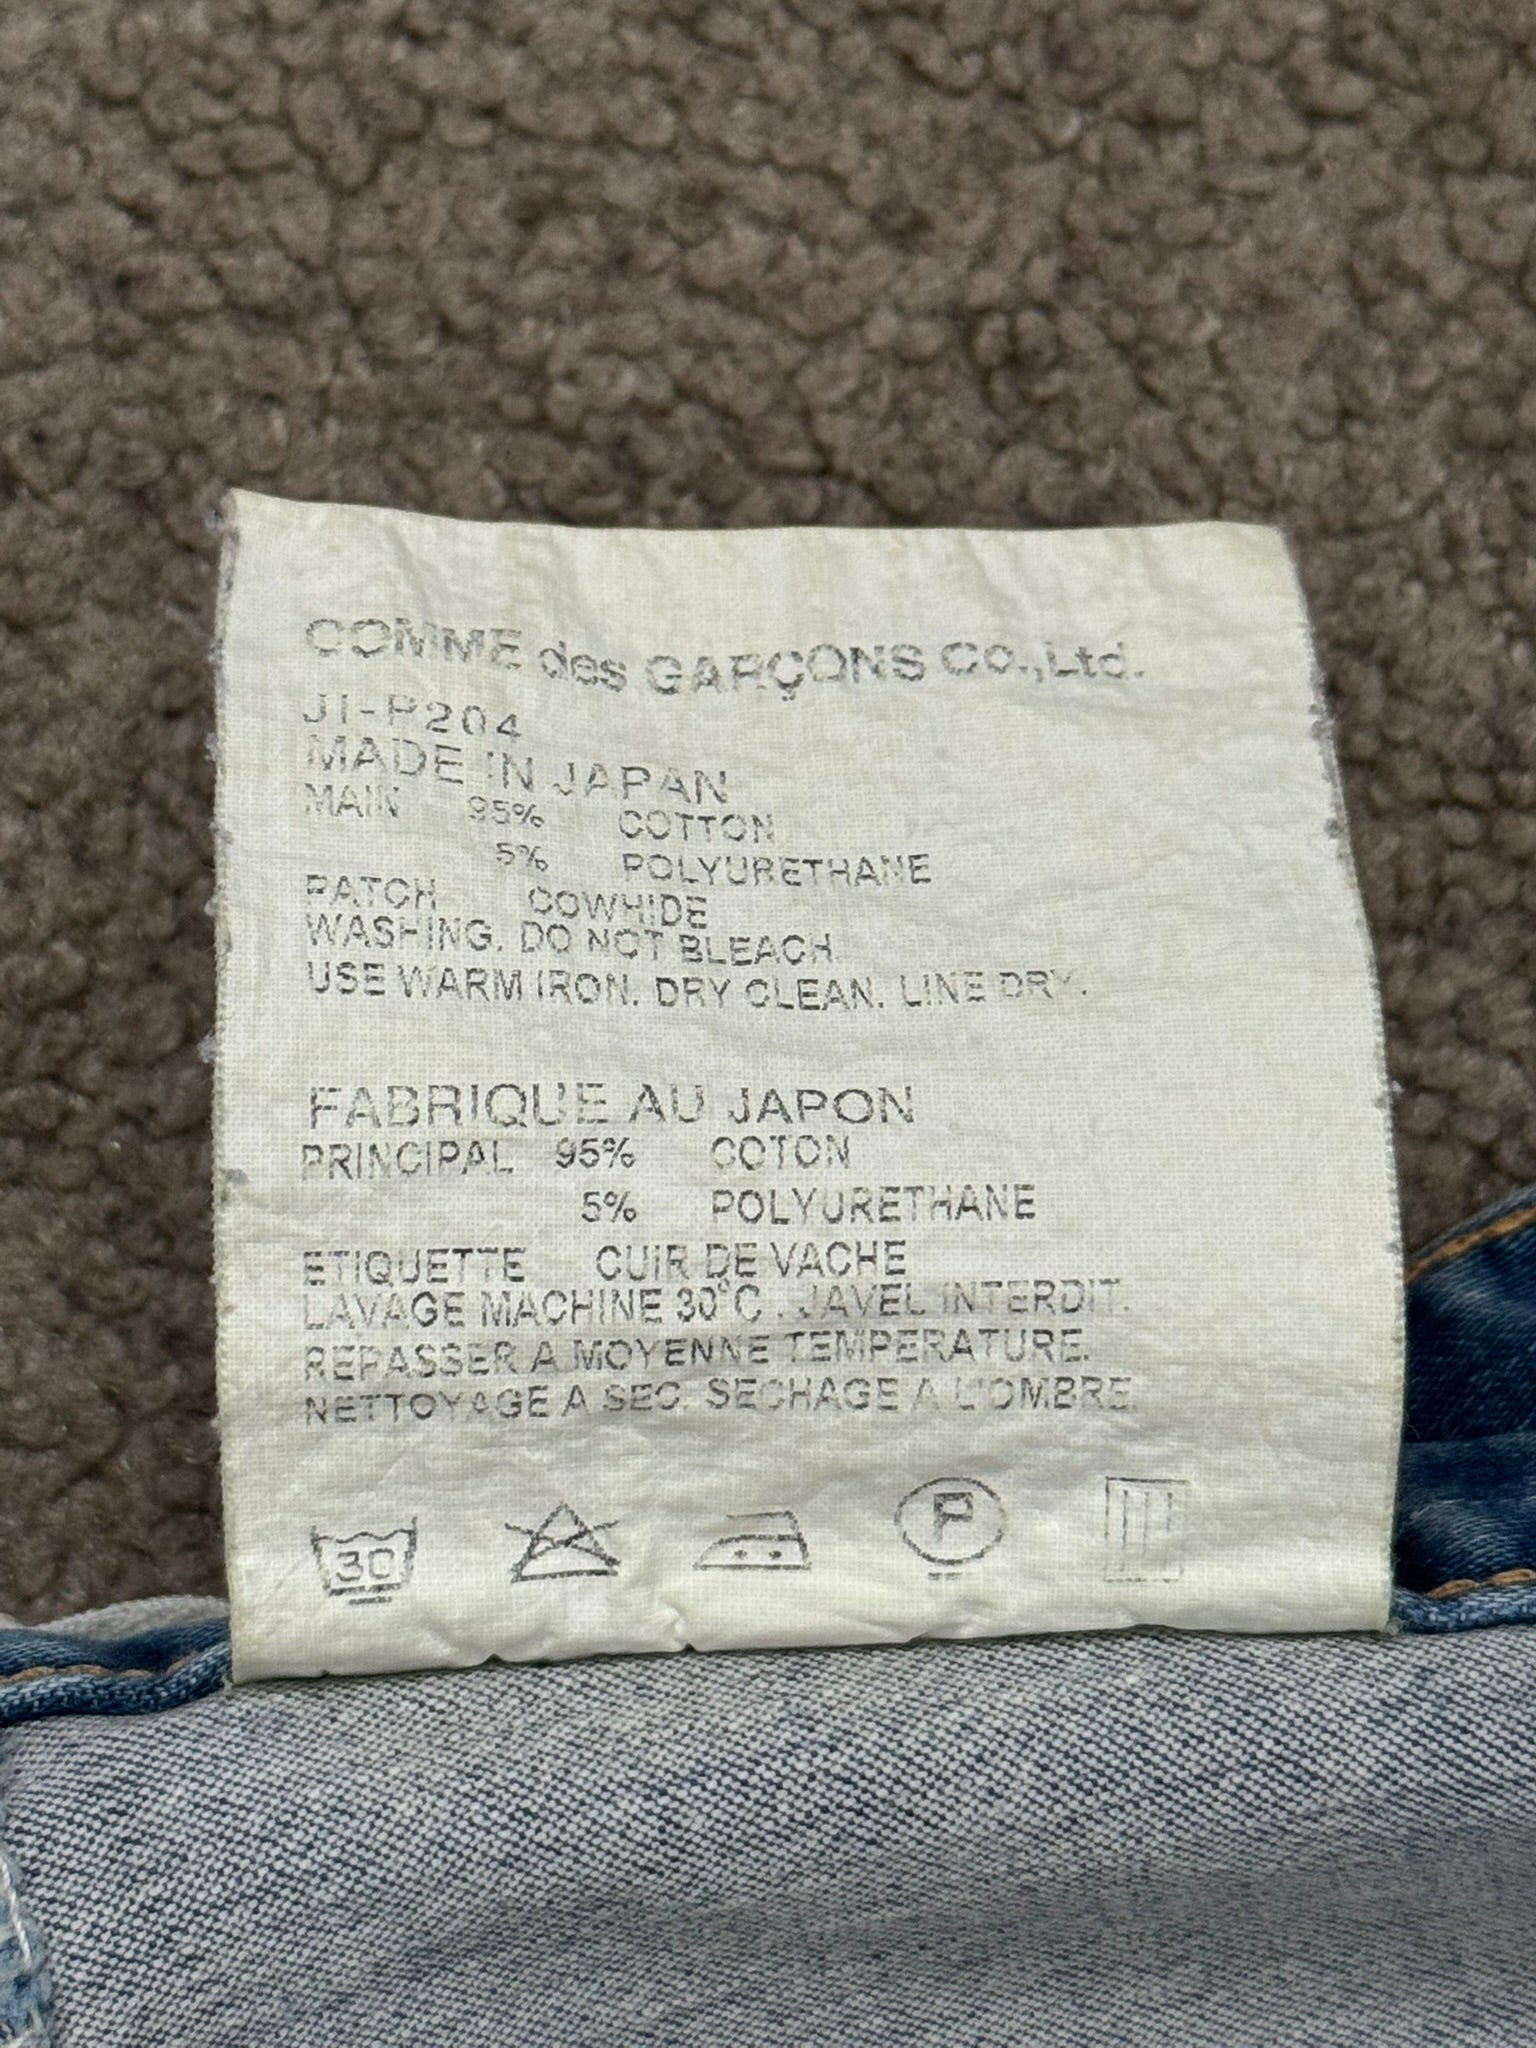 COMME des GARÇONS Co.,Ltd.
JI-P204
MADE IN JAPAN
MAIN 95% COTTON
5% POLYURETHANE
PATCH COWHIDE
WASHING. DO NOT BLEACH.
USE WARM IRON. DRY CLEAN. LINE DRY.
FABRIQUE AU JAPON
PRINCIPAL 95% COTON
5% POLYURETHANE
ETIQUETTE CUIR DE VACHE
LAVAGE MACHINE 30°C. JAVEL INTERDIT.
REPASSER A MOYENNE TEMPERATURE.
NETTOYAGE A SEC. SECHAGE A L'OMBRE.
30 P